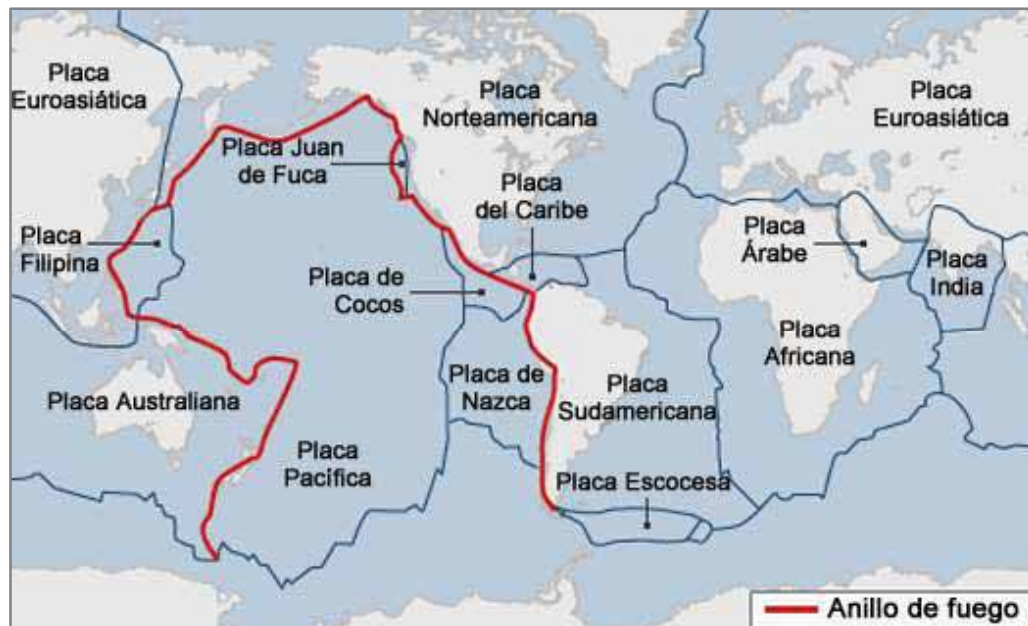 Placa
Euroasiática
Placa
Norteamericana
Placa
Euroasiática
Placa Juan
de Fuca
Placa
del Caribe
Placa
Filipina
Placa
Árabe
Placa
India
Placa de
Cocos
Placa
Africana
Placa Australiana
Placa de
Nazca
Placa
Sudamericana
Placa
Pacífica
Placa Escocesa
Anillo de fuego